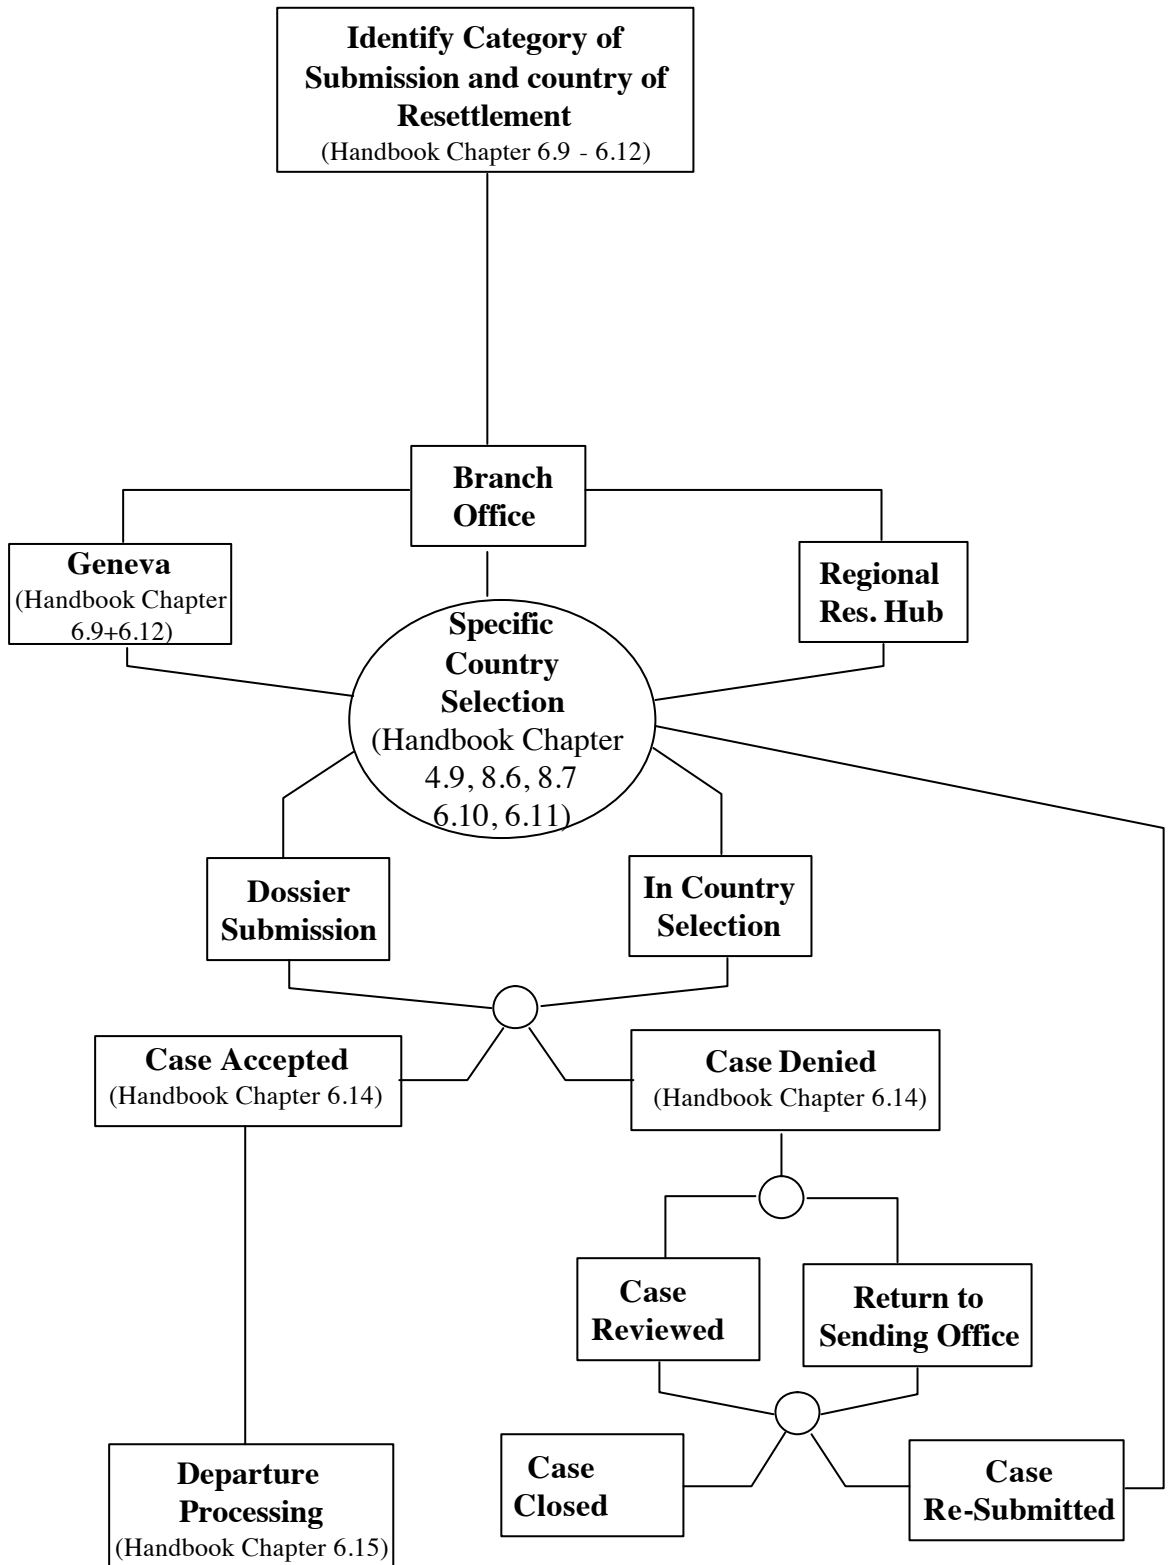 Identify Category of
Submission and country of
Resettlement
(Handbook Chapter 6.9 - 6.12)
Branch
Office
Geneva
(Handbook Chapter
6.9+6.12)
Regional
Res. Hub
Specific
Country
Selection
(Handbook Chapter
4.9, 8.6, 8.7
6.10, 6.11)
Dossier
Submission
In Country
Selection
Case Accepted
(Handbook Chapter 6.14)
Case Denied
(Handbook Chapter 6.14)
Case
Reviewed
Return to
Sending Office
Departure
Processing
(Handbook Chapter 6.15)
Case
Closed
Case
Re-Submitted